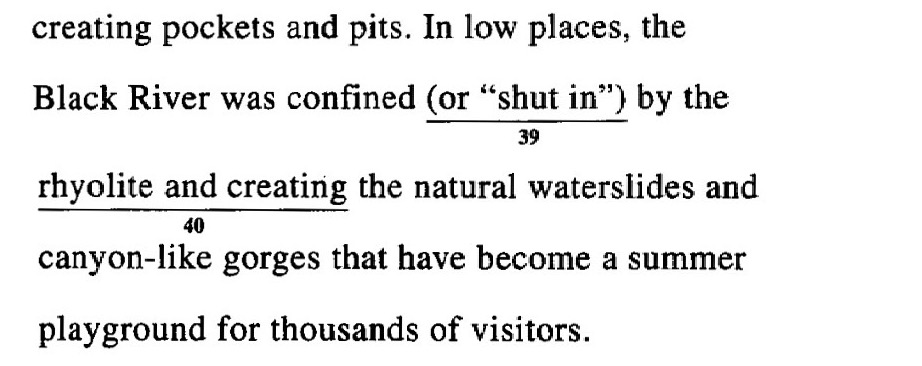 creating pockets and pits. In low places, the
Black River was confined (or “shut in”) by the
39
rhyolite and creating the natural waterslides and
40
canyon-like gorges that have become a summer
playground for thousands of visitors.